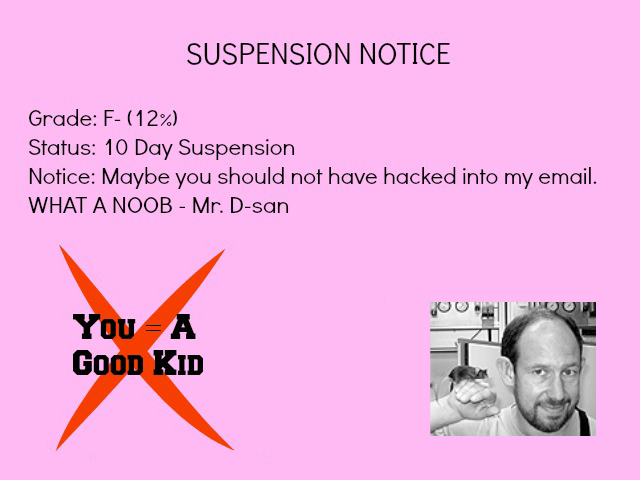 SUSPENSION NOTICE
Grade: F- (12%)
Status: 10 Day Suspension
Notice: Maybe you should not have hacked into my email.
WHAT A NOOB - Mr. D-san
You = A
Good Kid